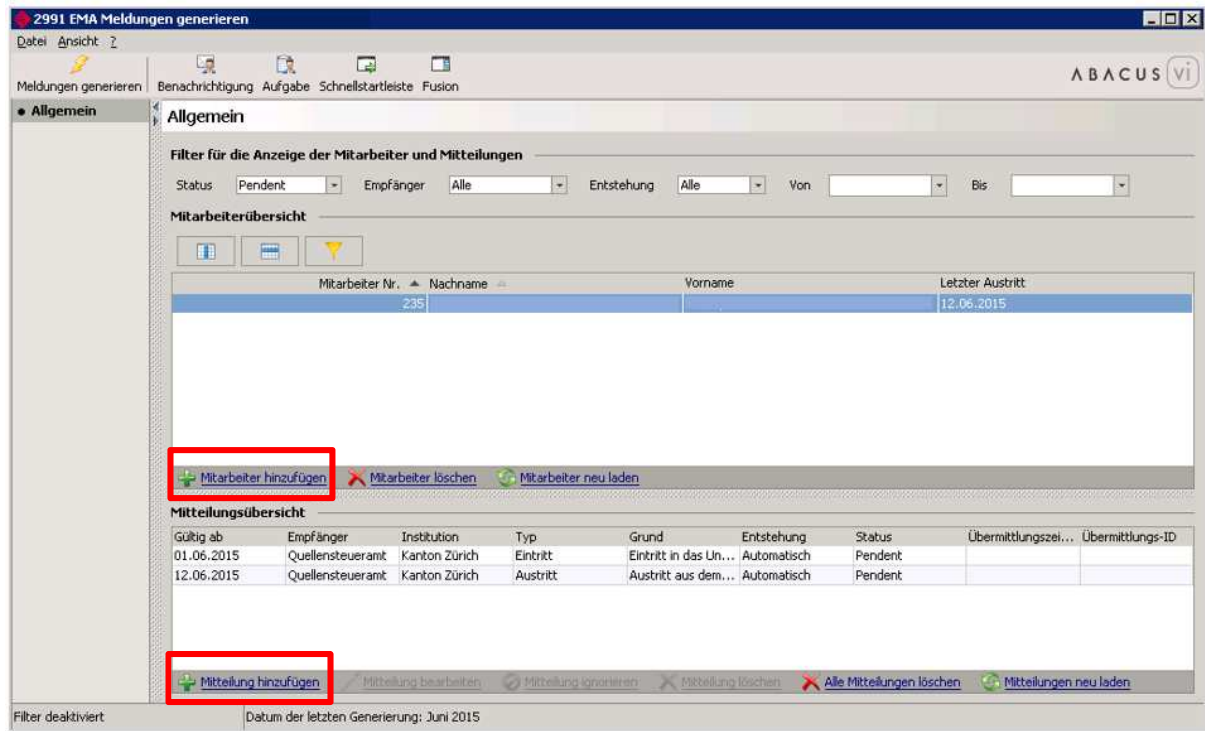 2991 EMA Meldungen generieren
Datei Ansicht ?
Meldungen generieren Benachrichtigung Aufgabe Schnellstartleiste Fusion
ABACUS vi
Allgemein
Allgemein
Filter für die Anzeige der Mitarbeiter und Mitteilungen
Status Pendent Empfänger Alle Entstehung Alle Von Bis
Mitarbeiterübersicht
Mitarbeiter Nr. Nachname Vorname Letzter Austritt
235 12.06.2015
Mitarbeiter hinzufügen Mitarbeiter löschen Mitarbeiter neu laden
Mitteilungsübersicht
Gültig ab Empfänger Institution Typ Grund Entstehung Status Übermittlungszei... Übermittlungs-ID
01.06.2015 Quellensteueramt Kanton Zürich Eintritt Eintritt in das Un... Automatisch Pendent
12.06.2015 Quellensteueramt Kanton Zürich Austritt Austritt aus dem... Automatisch Pendent
Mitteilung hinzufügen Mitteilung bearbeiten Mitteilung ignorieren Mitteilung löschen Alle Mitteilungen löschen Mitteilungen neu laden
Filter deaktiviert Datum der letzten Generierung: Juni 2015